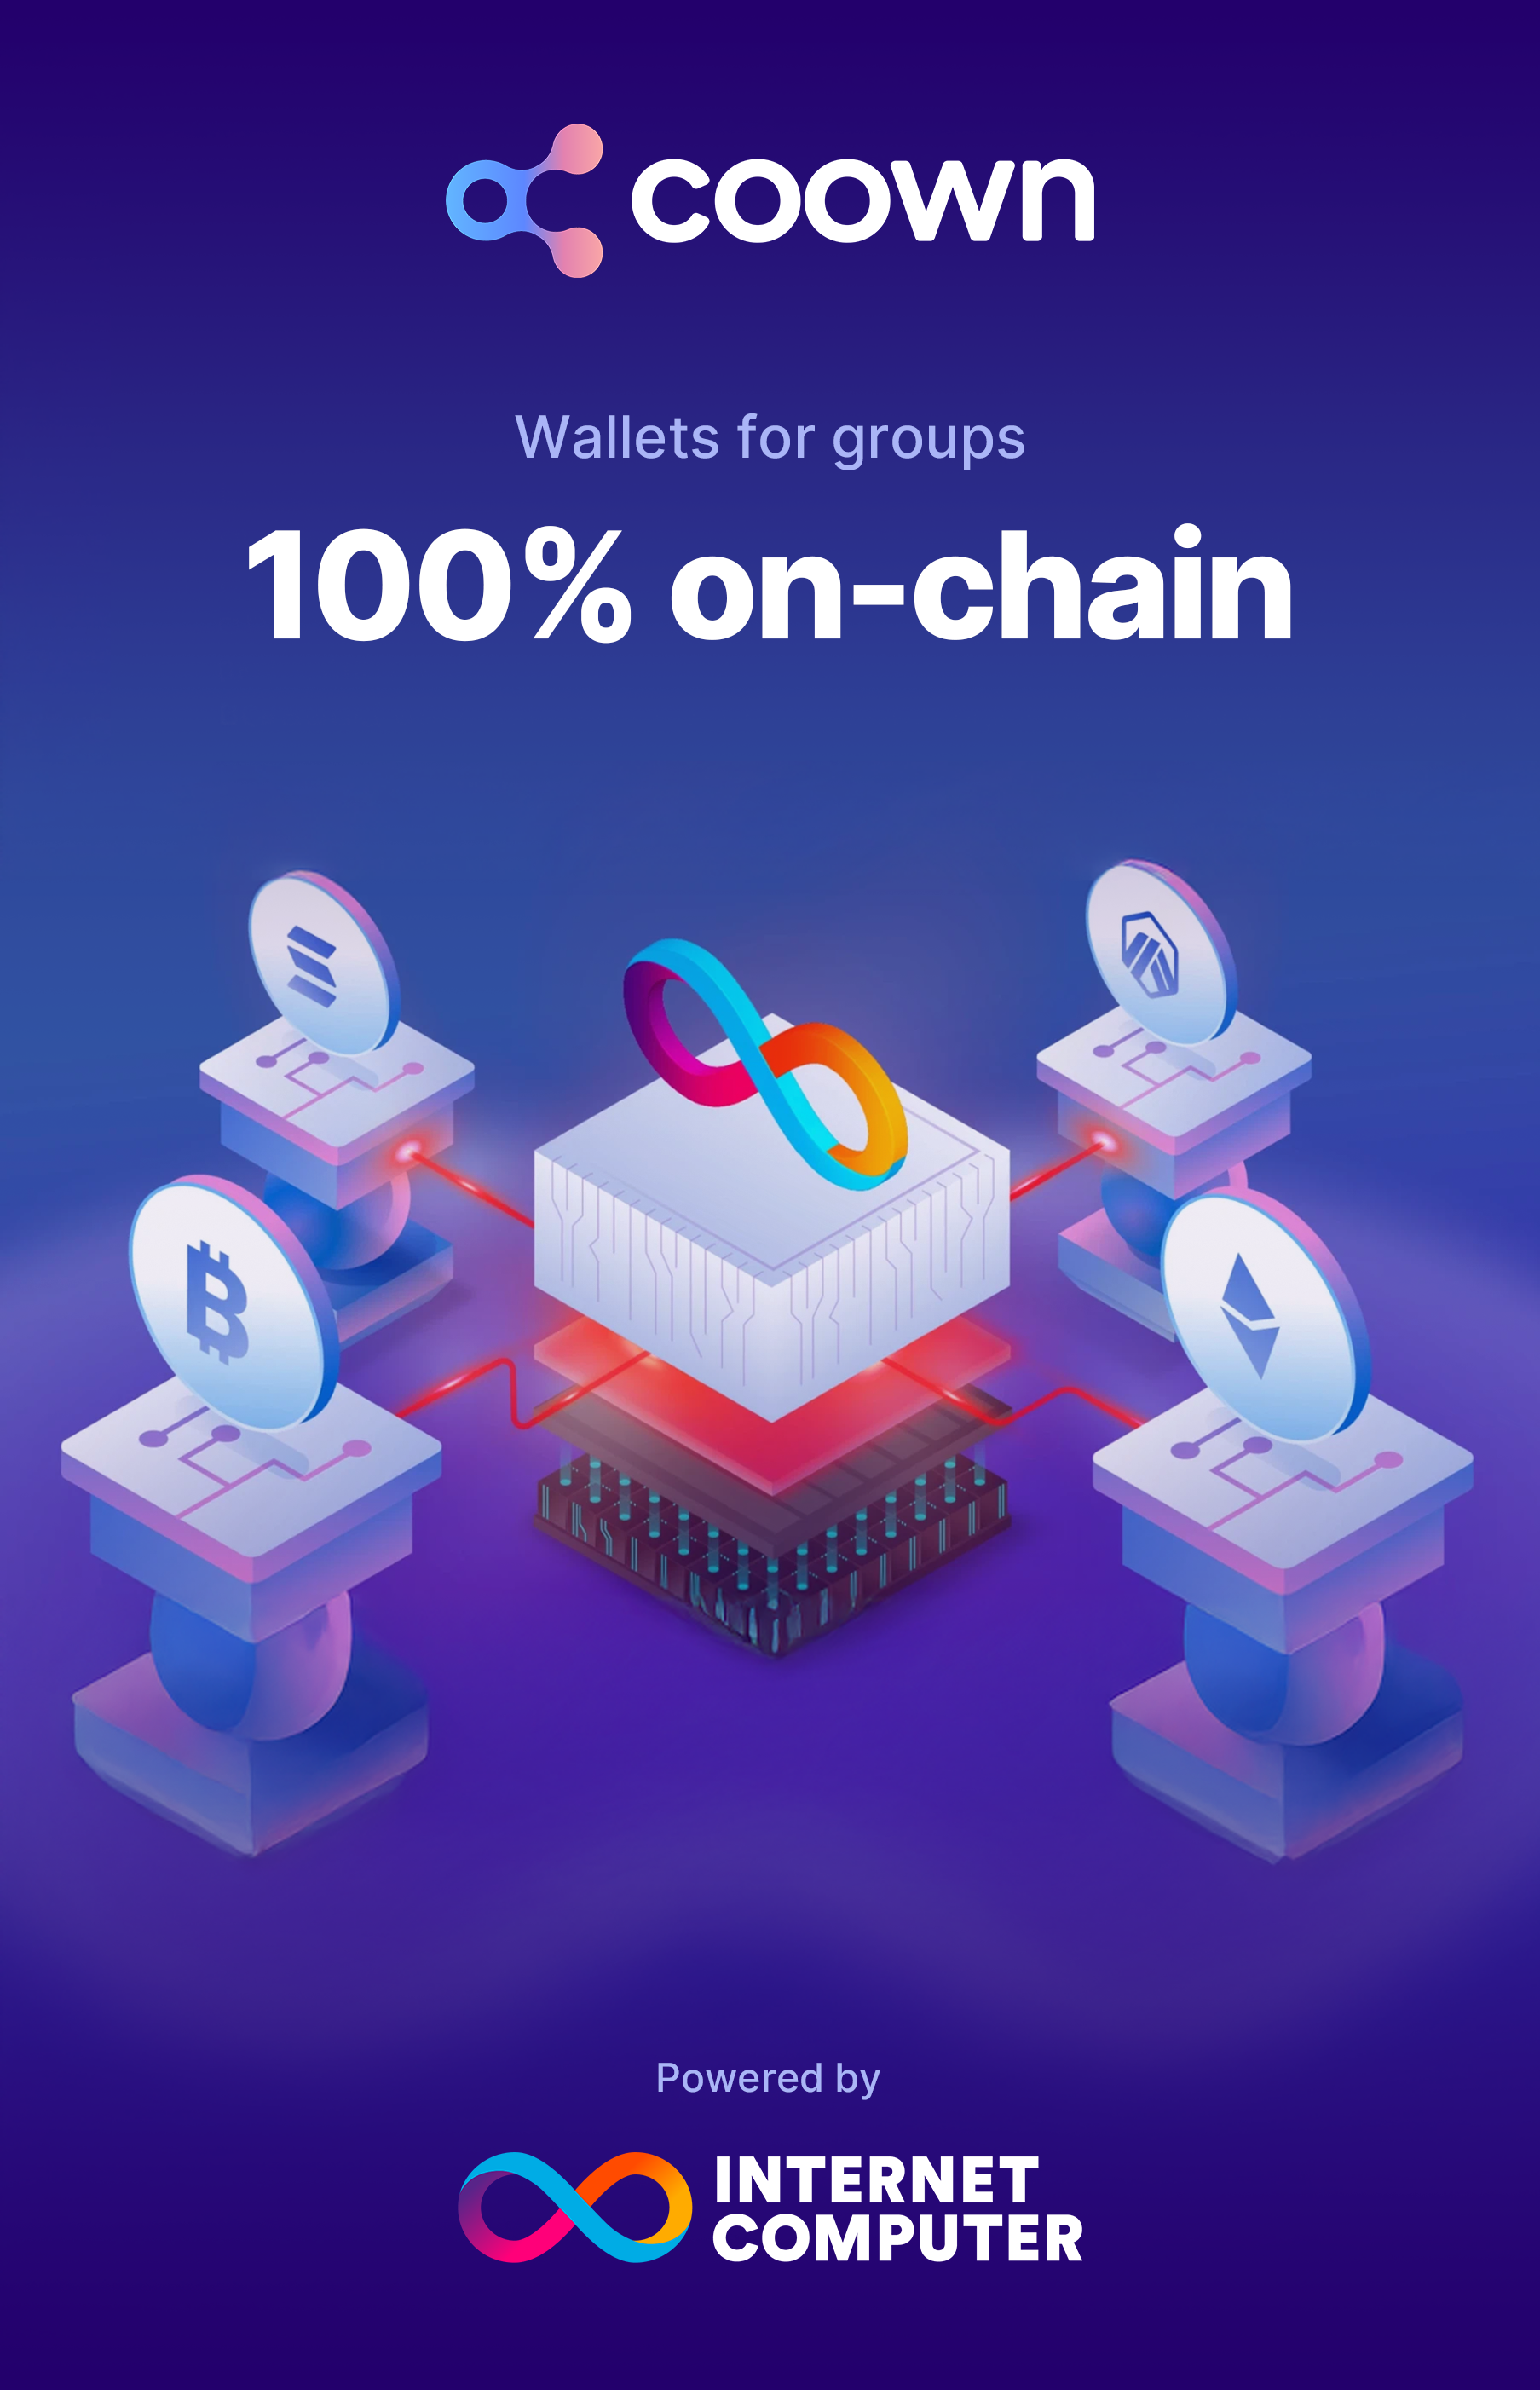 coown
Wallets for groups
100% on-chain
Powered by
INTERNET
COMPUTER